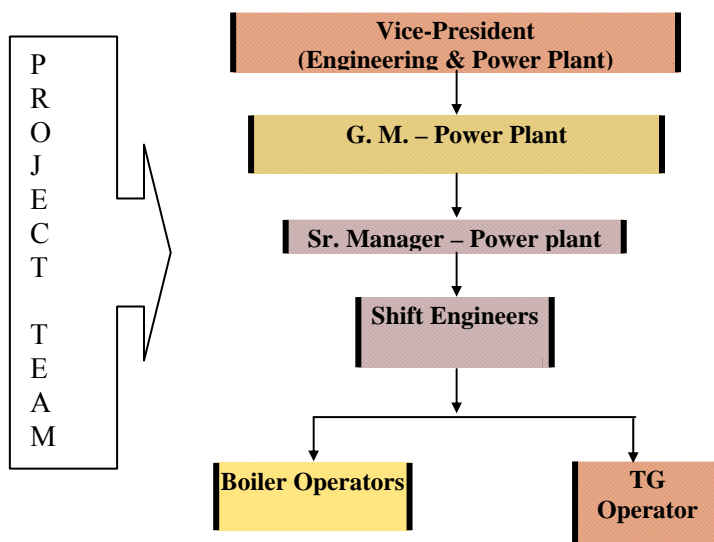 P
R
O
J
E
C
T
T
E
A
M
Vice-President
(Engineering & Power Plant)
G. M. – Power Plant
Sr. Manager – Power plant
Shift Engineers
Boiler Operators
TG
Operator